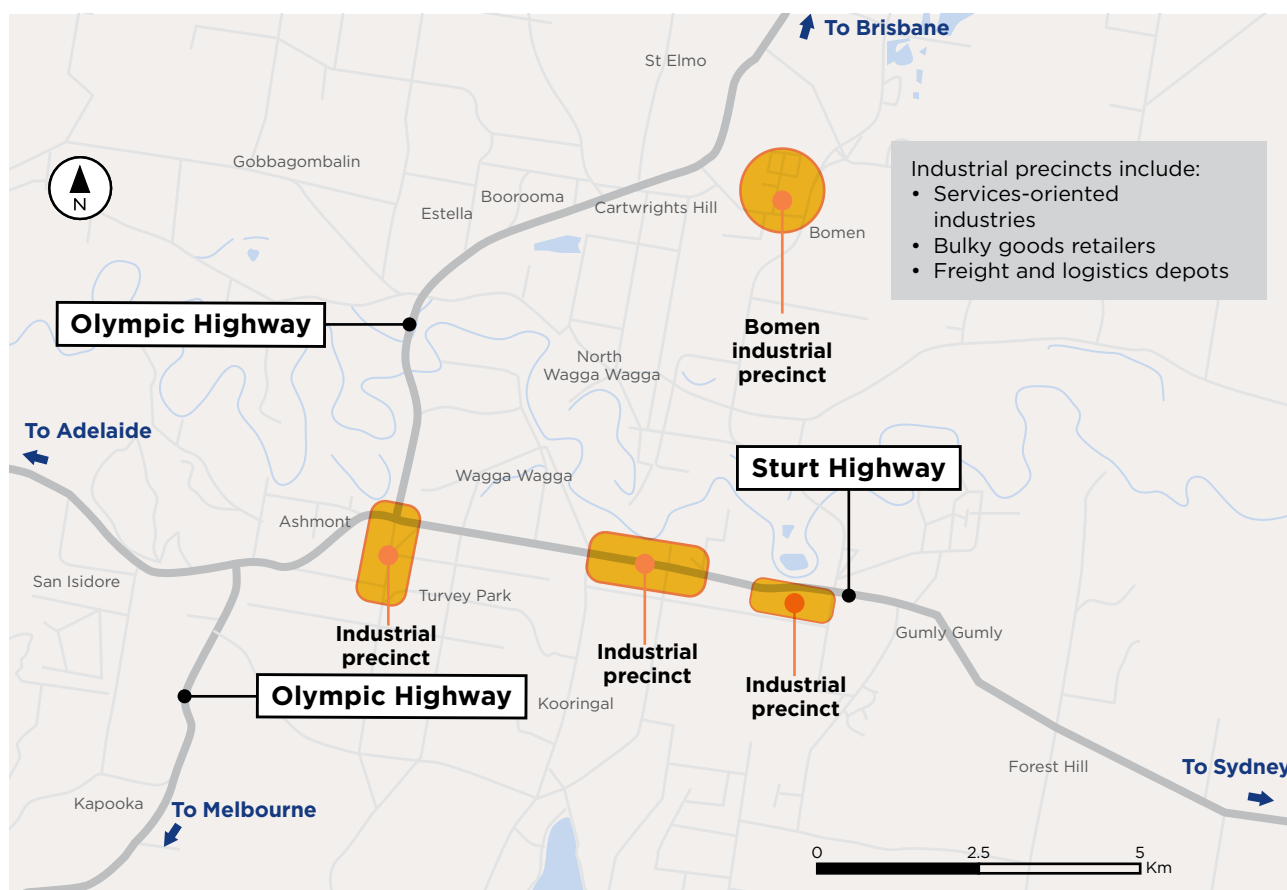 To Brisbane
St Elmo
Gobbagombalin
Industrial precincts include:
• Services-oriented
industries
• Bulky goods retailers
• Freight and logistics depots
N
Boorooma
Estella
Cartwrights Hill
Bomen
Olympic Highway
Bomen
industrial
precinct
North
Wagga Wagga
To Adelaide
Wagga Wagga
Sturt Highway
Ashmont
San Isidore
Turvey Park
Industrial
precinct
Industrial
precinct
Industrial
precinct
Gumly Gumly
Olympic Highway
Kooringal
Forest Hill
To Sydney
Kapooka
To Melbourne
0
2.5
5
Km